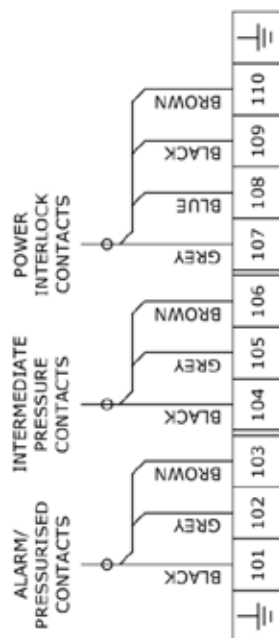 ALARM/
PRESSURISED
CONTACTS
INTERMEDIATE
PRESSURE
CONTACTS
POWER
INTERLOCK
CONTACTS
BLACK
GREY
BROWN
BLACK
GREY
BROWN
GREY
BLUE
BLACK
BROWN
101
102
103
104
105
106
107
108
109
110